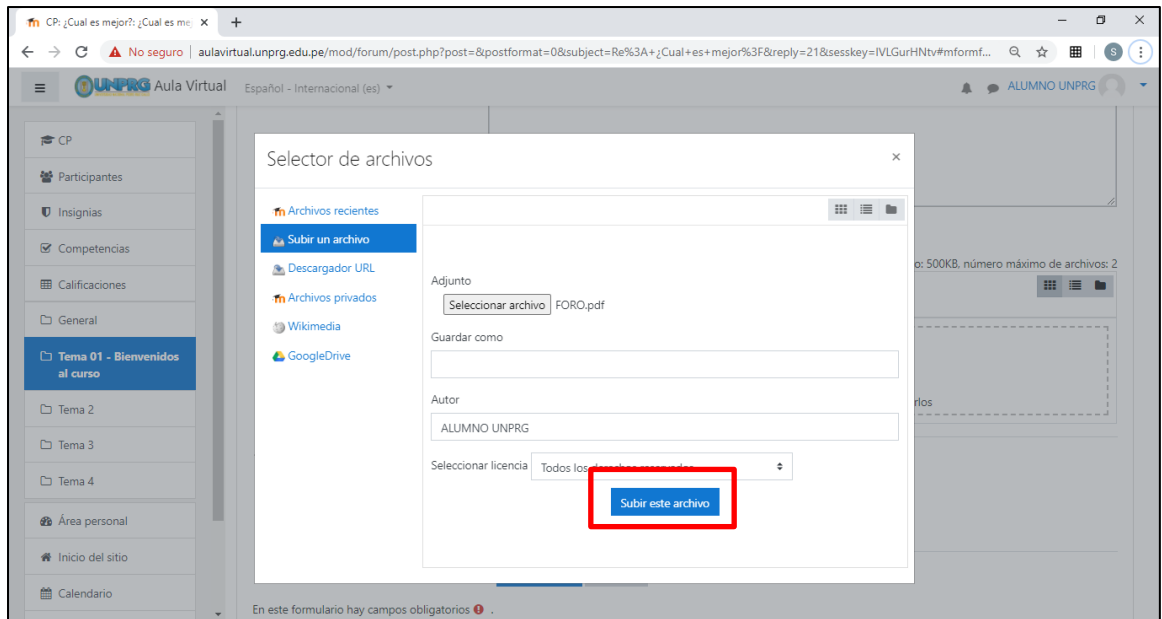 CP: ¿Cual es mejor?: ¿Cual es mej
No seguro | aulavirtual.unprg.edu.pe/mod/forum/post.php?post=&postformat=0&subject=Re%3A+¿Cual+es+mejor%3F&reply=21&sesskey=IVLGurHNtv#mformf...
S
UNPRG Aula Virtual
Español - Internacional (es)
ALUMNO UNPRG
CP
Participantes
Insignias
Competencias
Calificaciones
General
Tema 01 - Bienvenidos
al curso
Tema 2
Tema 3
Tema 4
Área personal
Inicio del sitio
Calendario
Selector de archivos
Archivos recientes
Subir un archivo
Descargador URL
Archivos privados
Wikimedia
GoogleDrive
Adjunto
Seleccionar archivo FORO.pdf
Guardar como
Autor
ALUMNO UNPRG
Seleccionar licencia Todos los derechos reservados
Subir este archivo
o: 500KB, número máximo de archivos: 2
rlos
En este formulario hay campos obligatorios .